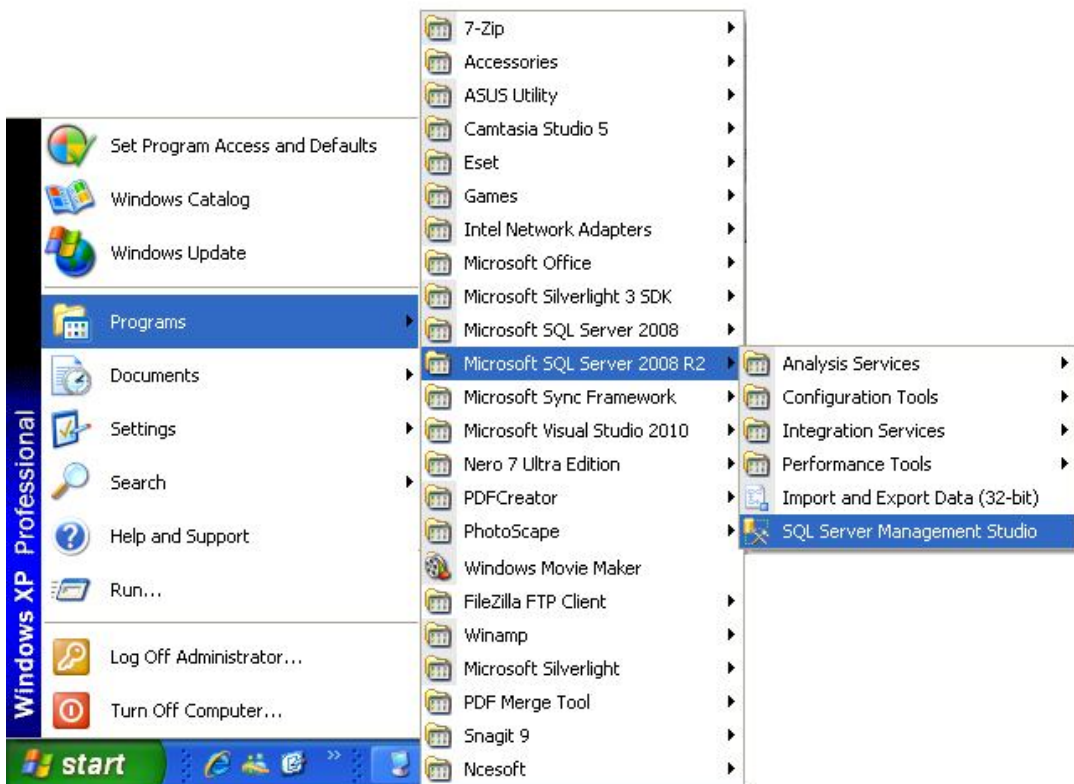 Set Program Access and Defaults
Windows Catalog
Windows Update
Programs
Documents
Settings
Search
Help and Support
Run...
Log Off Administrator...
Turn Off Computer...
Windows XP Professional
start
7-Zip
Accessories
ASUS Utility
Camtasia Studio 5
Eset
Games
Intel Network Adapters
Microsoft Office
Microsoft Silverlight 3 SDK
Microsoft SQL Server 2008
Microsoft SQL Server 2008 R2
Microsoft Sync Framework
Microsoft Visual Studio 2010
Nero 7 Ultra Edition
PDFCreator
PhotoScape
Windows Movie Maker
FileZilla FTP Client
Winamp
Microsoft Silverlight
PDF Merge Tool
Snagit 9
Ncesoft
Analysis Services
Configuration Tools
Integration Services
Performance Tools
Import and Export Data (32-bit)
SQL Server Management Studio